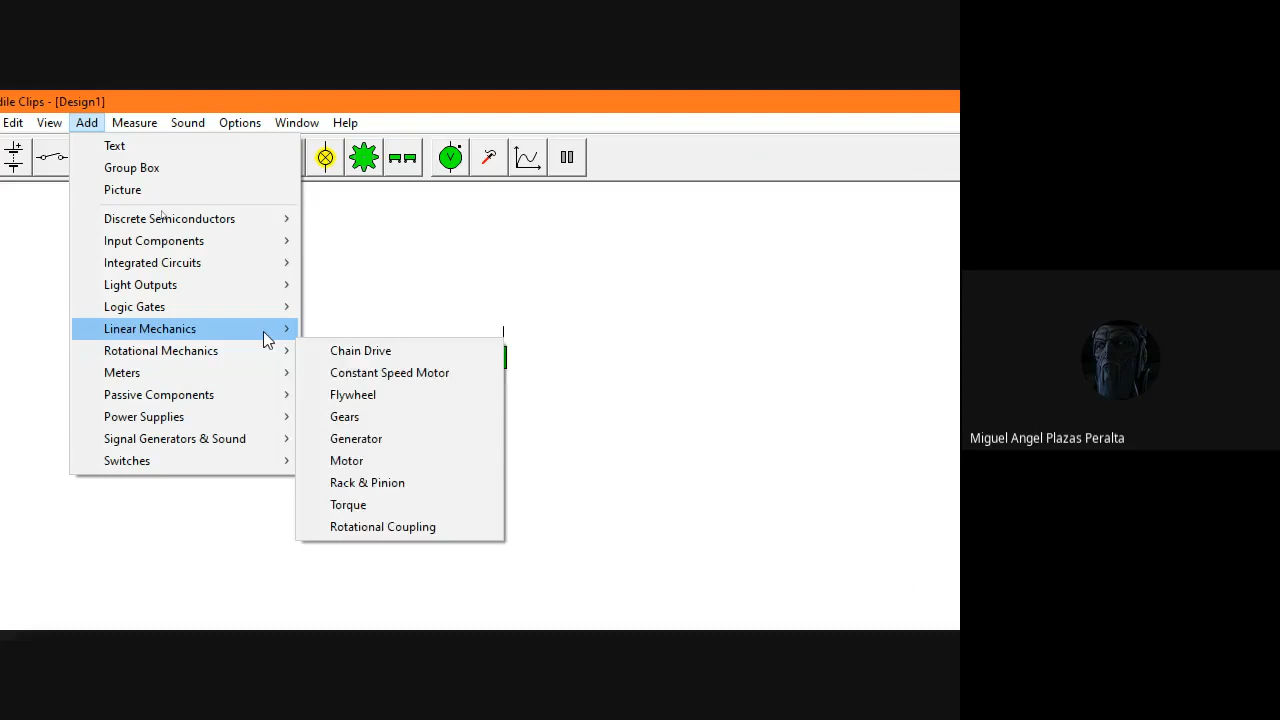 dile Clips - [Design1]
Edit View Add Measure Sound Options Window Help
Text
Group Box
Picture
Discrete Semiconductors
Input Components
Integrated Circuits
Light Outputs
Logic Gates
Linear Mechanics
Rotational Mechanics
Meters
Passive Components
Power Supplies
Signal Generators & Sound
Switches
Chain Drive
Constant Speed Motor
Flywheel
Gears
Generator
Motor
Rack & Pinion
Torque
Rotational Coupling
V
Miguel Angel Plazas Peralta